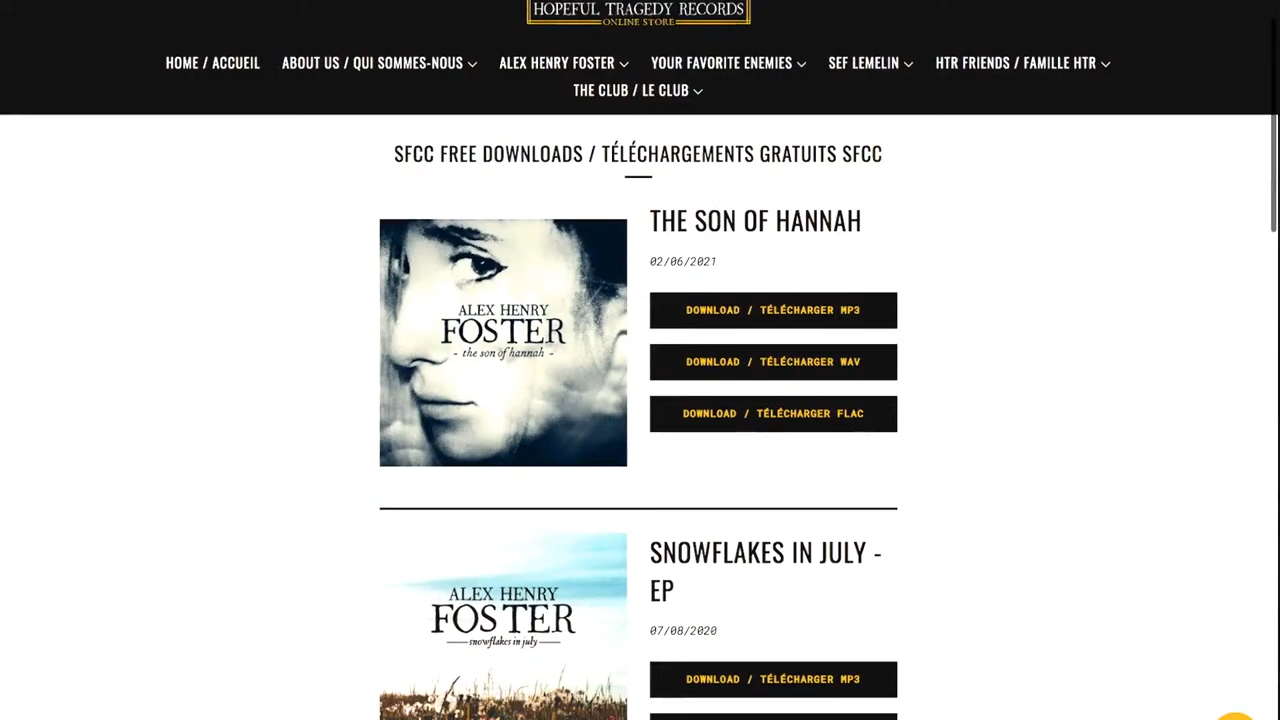 HOPEFUL TRAGEDY RECORDS
ONLINE STORE
HOME / ACCUEIL ABOUT US / QUI SOMMES-NOUS ALEX HENRY FOSTER YOUR FAVORITE ENEMIES SEF LEMELIN HTR FRIENDS / FAMILLE HTR
THE CLUB / LE CLUB
SFCC FREE DOWNLOADS / TÉLÉCHARGEMENTS GRATUITS SFCC
ALEX HENRY
FOSTER
- the son of hannah -
THE SON OF HANNAH
02/06/2021
DOWNLOAD / TÉLÉCHARGER MP3
DOWNLOAD / TÉLÉCHARGER WAV
DOWNLOAD / TÉLÉCHARGER FLAC
ALEX HENRY
FOSTER
snowflakes in july
SNOWFLAKES IN JULY -
EP
07/08/2020
DOWNLOAD / TÉLÉCHARGER MP3